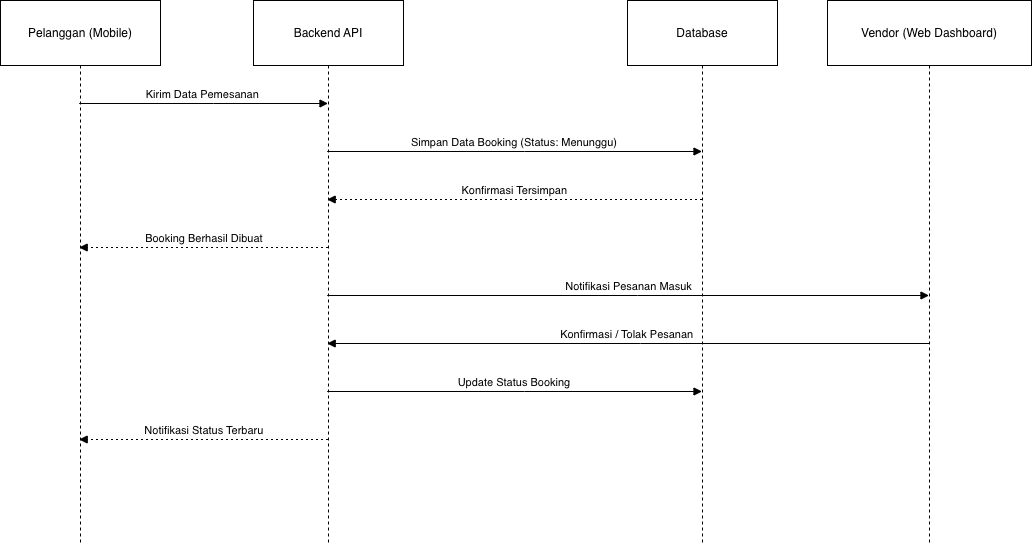 Pelanggan (Mobile)
Backend API
Database
Vendor (Web Dashboard)
Kirim Data Pemesanan
Simpan Data Booking (Status: Menunggu)
Konfirmasi Tersimpan
Booking Berhasil Dibuat
Notifikasi Pesanan Masuk
Konfirmasi / Tolak Pesanan
Update Status Booking
Notifikasi Status Terbaru